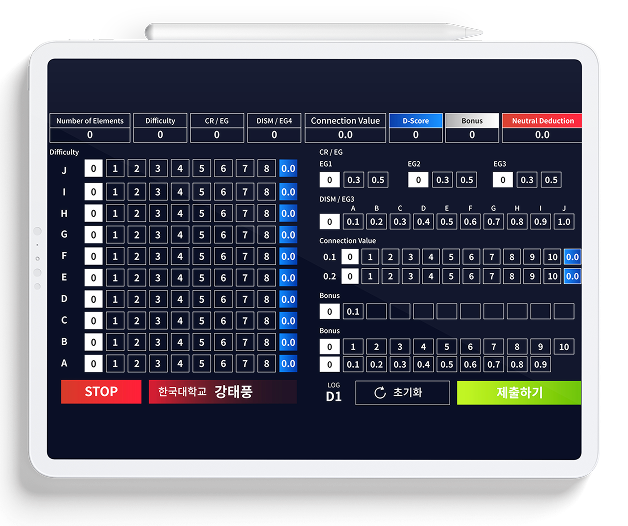 Number of Elements Difficulty CR / EG DISM / EG4 Connection Value D-Score Bonus Neutral Deduction
0 0 0 0 0.0 0 0 0.0
Difficulty CR / EG
EG1 EG2 EG3
J 0 1 2 3 4 5 6 7 8 0.0 0 0.3 0.5 0 0.3 0.5 0 0.3 0.5
I 0 1 2 3 4 5 6 7 8 0.0 DISM / EG3
A B C D E F G H I J
H 0 1 2 3 4 5 6 7 8 0.0 0 0.1 0.2 0.3 0.4 0.5 0.6 0.7 0.8 0.9 1.0
G 0 1 2 3 4 5 6 7 8 0.0 Connection Value
F 0 1 2 3 4 5 6 7 8 0.0 0.1 0 1 2 3 4 5 6 7 8 9 10 0.0
E 0 1 2 3 4 5 6 7 8 0.0 0.2 0 1 2 3 4 5 6 7 8 9 10 0.0
D 0 1 2 3 4 5 6 7 8 0.0 Bonus
C 0 1 2 3 4 5 6 7 8 0.0 0 0.1
Bonus
B 0 1 2 3 4 5 6 7 8 0.0 0 1 2 3 4 5 6 7 8 9 10
A 0 1 2 3 4 5 6 7 8 0.0 0 0.1 0.2 0.3 0.4 0.5 0.6 0.7 0.8 0.9
STOP 한국대학교 강태풍 LOG D1 초기화 제출하기